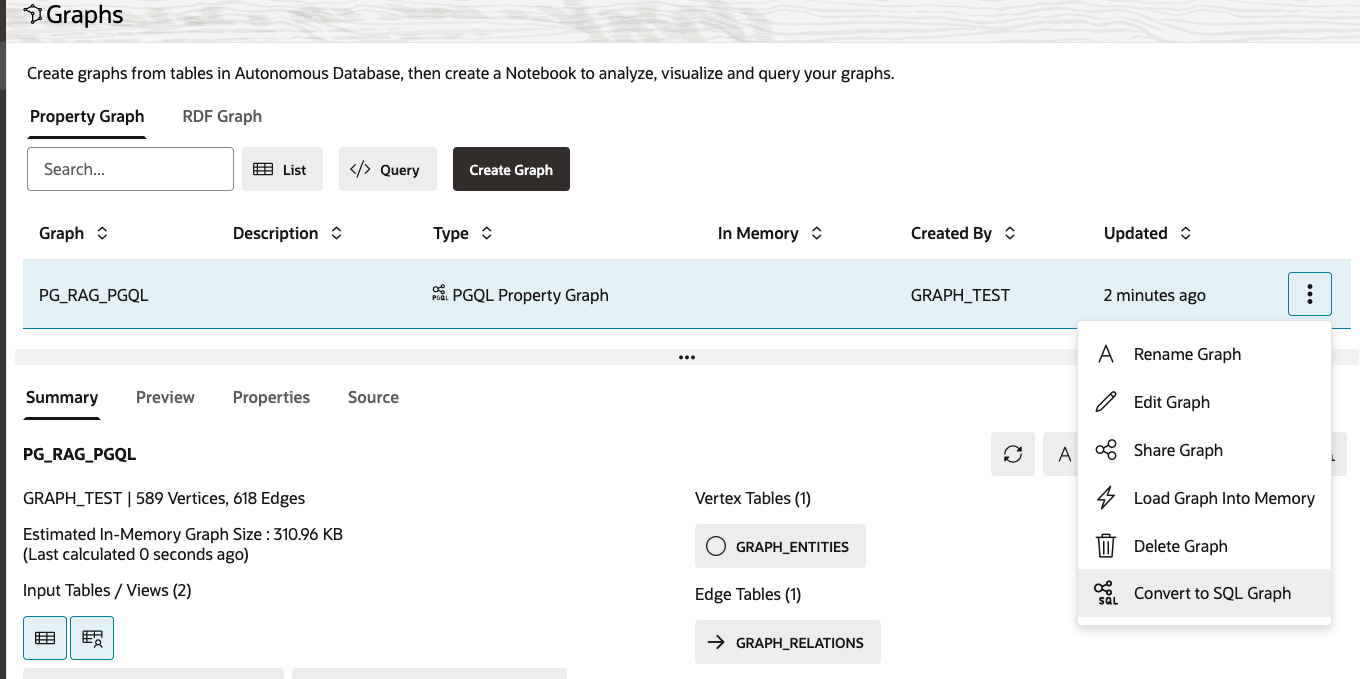 Graphs
Create graphs from tables in Autonomous Database, then create a Notebook to analyze, visualize and query your graphs.
Property Graph RDF Graph
Search... List </> Query Create Graph
Graph Description Type In Memory Created By Updated
PG_RAG_PGQL PGQL PGQL Property Graph GRAPH_TEST 2 minutes ago
Rename Graph
Edit Graph
Share Graph
Load Graph Into Memory
Delete Graph
SQL Convert to SQL Graph
Summary Preview Properties Source
PG_RAG_PGQL A
GRAPH_TEST | 589 Vertices, 618 Edges
Estimated In-Memory Graph Size : 310.96 KB
(Last calculated 0 seconds ago)
Input Tables / Views (2)
Vertex Tables (1)
GRAPH_ENTITIES
Edge Tables (1)
GRAPH_RELATIONS